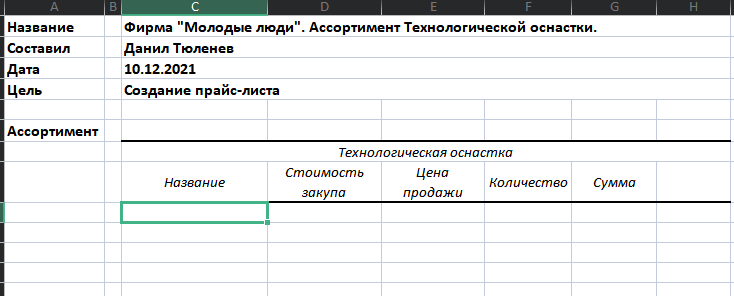 A B C D E F G H
Название Фирма "Молодые люди". Ассортимент Технологической оснастки.
Составил Данил Тюленев
Дата 10.12.2021
Цель Создание прайс-листа
Ассортимент
Технологическая оснастка
Название Стоимость закупа Цена продажи Количество Сумма